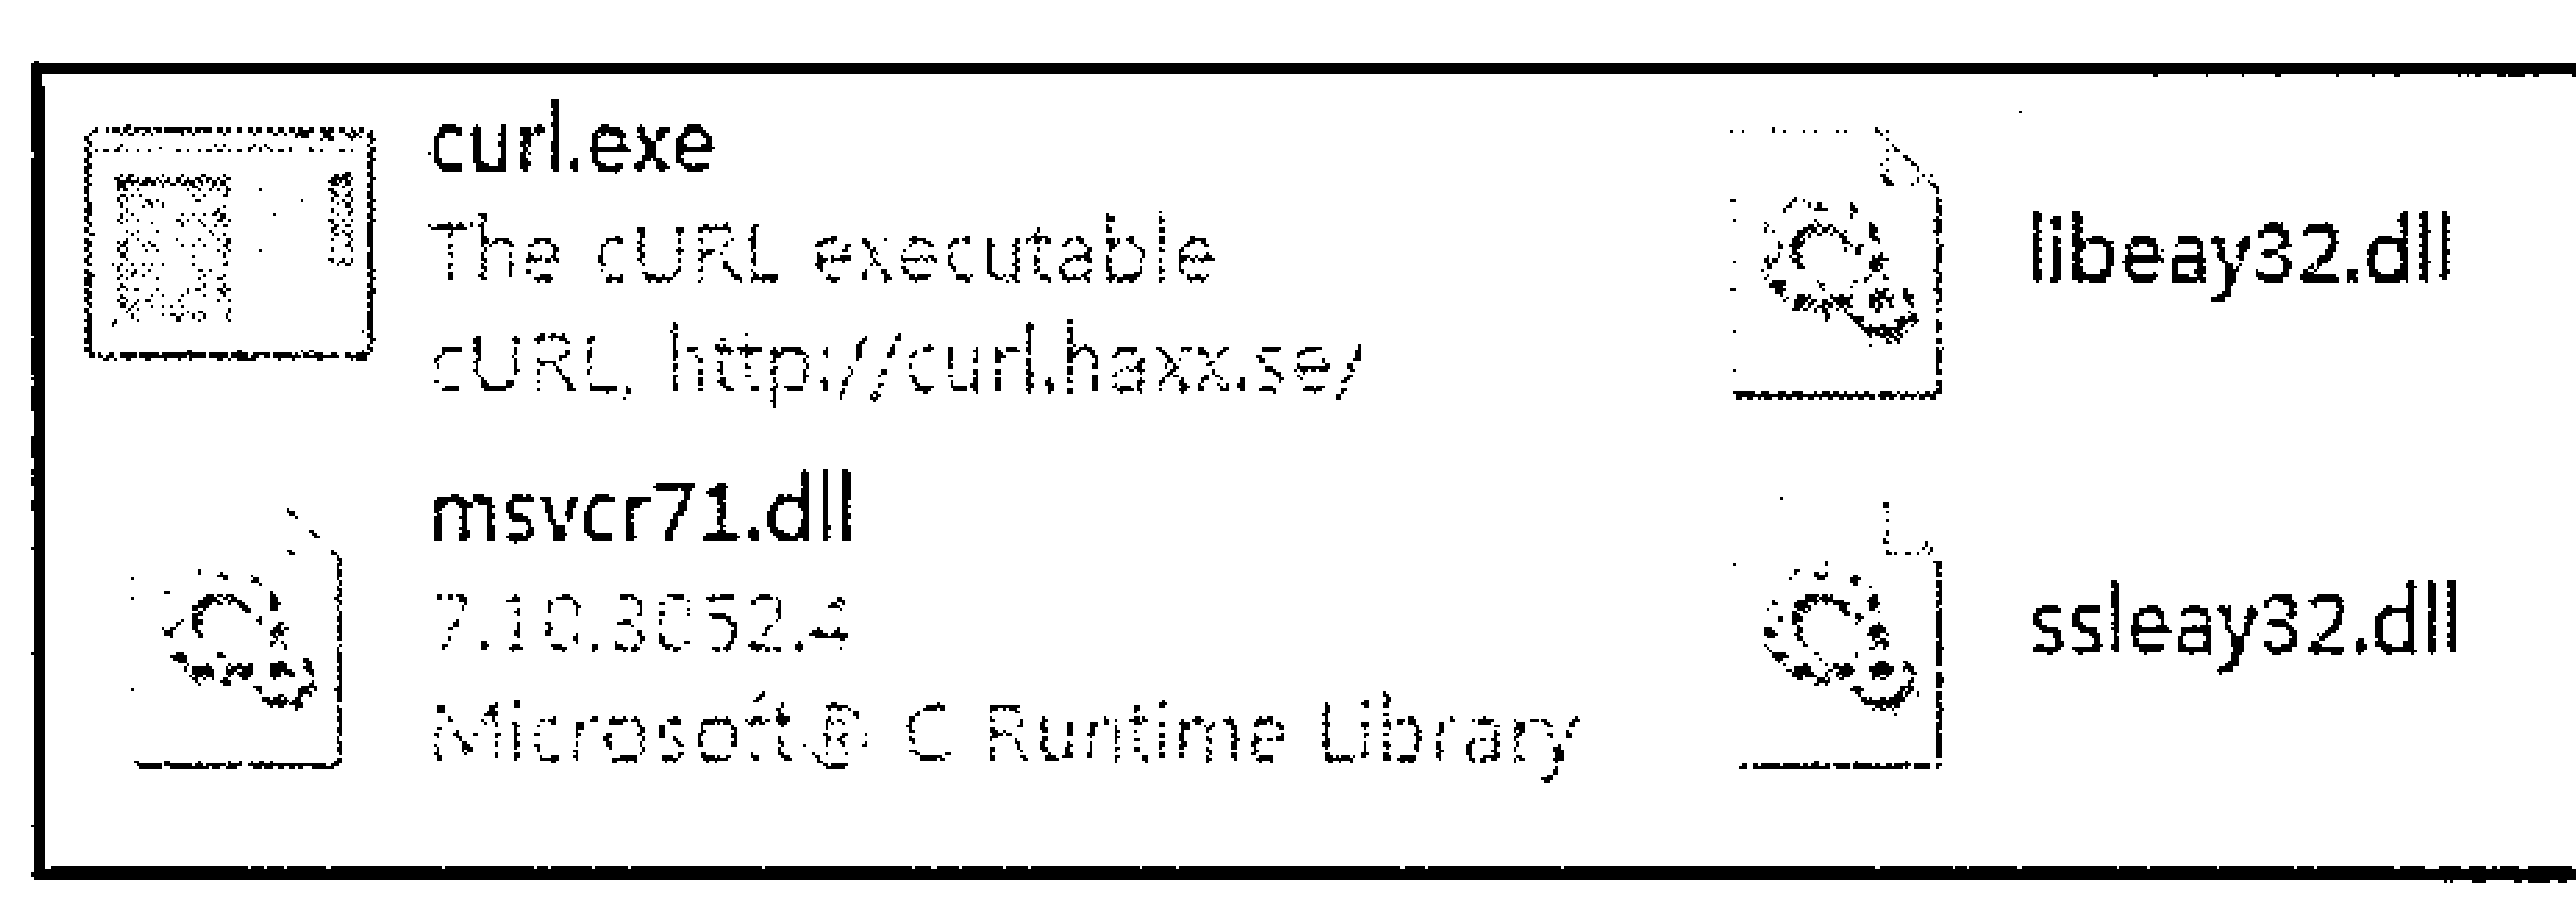 curl.exe
The cURL executable
cURL, http://curl.haxx.se/
libeay32.dll
msvcr71.dll
7.10.3052.4
Microsoft® C Runtime Library
ssleay32.dll